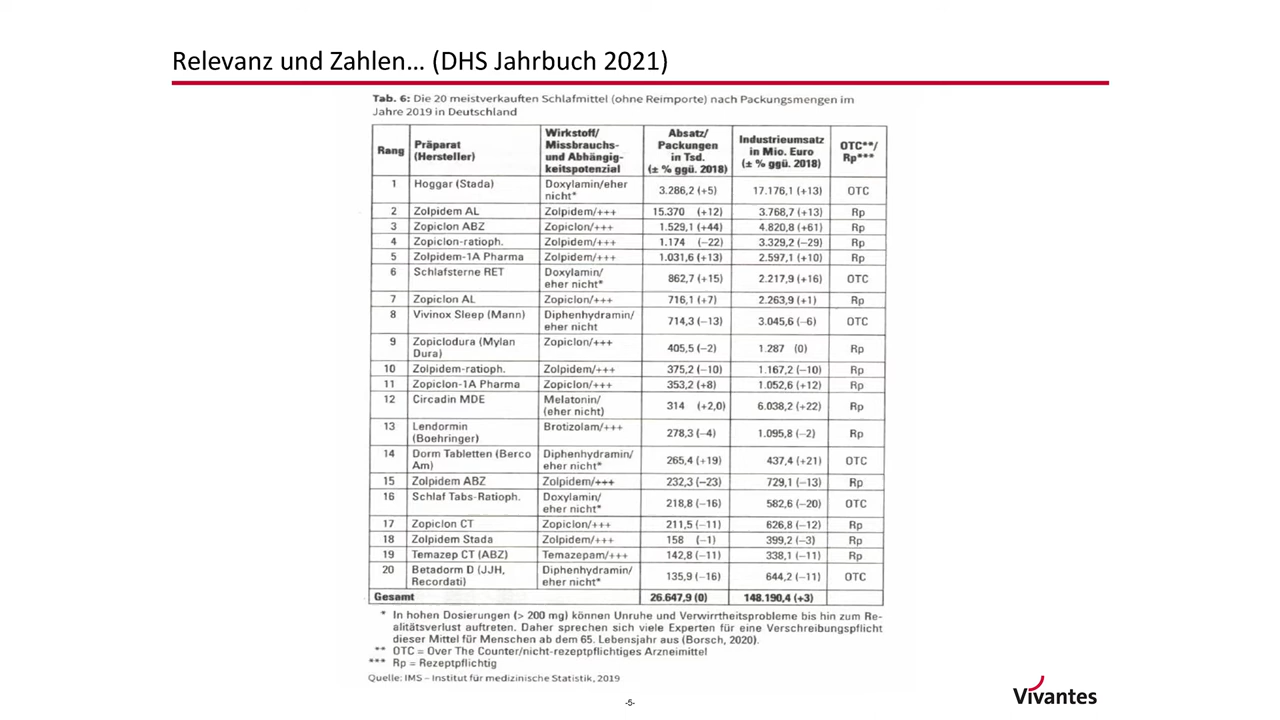 Relevanz und Zahlen... (DHS Jahrbuch 2021)
Tab. 6: Die 20 meistverkauften Schlafmittel (ohne Reimporte) nach Packungsmengen im
Jahre 2019 in Deutschland
Rang Präparat (Hersteller) Wirkstoff/ Missbrauchs- und Abhängig- keitspotenzial Absatz/ Packungen in Tsd. (± % ggü. 2018) Industrieumsatz in Mio. Euro (± % ggü. 2018) OTC**/ Rp***
1 Hoggar (Stada) Doxylamin/eher nicht* 3.286,2 (+5) 17.176,1 (+13) OTC
2 Zolpidem AL Zolpidem/+++ 15.370 (+12) 3.768,7 (+13) Rp
3 Zopiclon ABZ Zopiclon/+++ 1.529,1 (+44) 4.820,8 (+61) Rp
4 Zopiclon-ratioph. Zolpidem/+++ 1.174 (−22) 3.329,2 (−29) Rp
5 Zolpidem-1A Pharma Zolpidem/+++ 1.031,6 (+13) 2.597,1 (+10) Rp
6 Schlafsterne RET Doxylamin/ eher nicht* 862,7 (+15) 2.217,9 (+16) OTC
7 Zopiclon AL Zopiclon/+++ 716,1 (+7) 2.263,9 (+1) Rp
8 Vivinox Sleep (Mann) Diphenhydramin/ eher nicht 714,3 (−13) 3.045,6 (−6) OTC
9 Zopiclodura (Mylan Dura) Zopiclon/+++ 405,5 (−2) 1.287 (0) Rp
10 Zolpidem-ratioph. Zolpidem/+++ 375,2 (−10) 1.167,2 (−10) Rp
11 Zopiclon-1A Pharma Zopiclon/+++ 353,2 (+8) 1.052,6 (+12) Rp
12 Circadin MDE Melatonin/ (eher nicht) 314 (+2,0) 6.038,2 (+22) Rp
13 Lendormin (Boehringer) Brotizolam/+++ 278,3 (−4) 1.095,8 (−2) Rp
14 Dorm Tabletten (Berco Am) Diphenhydramin/ eher nicht* 265,4 (+19) 437,4 (+21) OTC
15 Zolpidem ABZ Zolpidem/+++ 232,3 (−23) 729,1 (−13) Rp
16 Schlaf Tabs-Ratioph. Doxylamin/ eher nicht* 218,8 (−16) 582,6 (−20) OTC
17 Zopiclon CT Zopiclon/+++ 211,5 (−11) 626,8 (−12) Rp
18 Zolpidem Stada Zolpidem/+++ 158 (−1) 399,2 (−3) Rp
19 Temazep CT (ABZ) Temazepam/+++ 142,8 (−11) 338,1 (−11) Rp
20 Betadorm D (JJH, Recordati) Diphenhydramin/ eher nicht* 135,9 (−16) 644,2 (−11) OTC
Gesamt 26.647,9 (0) 148.190,4 (+3)
* In hohen Dosierungen (> 200 mg) können Unruhe und Verwirrtheitsprobleme bis hin zum Re-
alitätsverlust auftreten. Daher sprechen sich viele Experten für eine Verschreibungspflicht
dieser Mittel für Menschen ab dem 65. Lebensjahr aus (Borsch, 2020).
** OTC = Over The Counter/nicht-rezeptpflichtiges Arzneimittel
*** Rp = Rezeptpflichtig
Quelle: IMS – Institut für medizinische Statistik, 2019
-5-
Vivantes